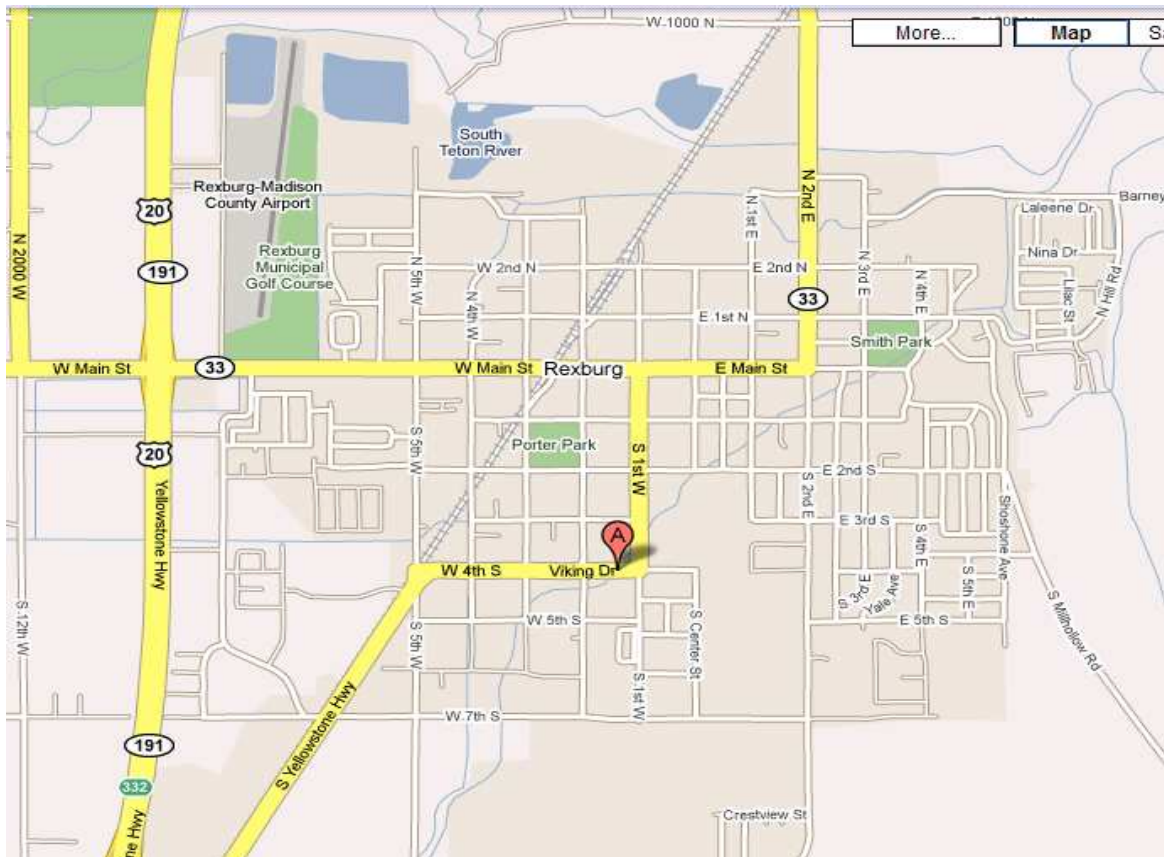 W 1000 N
More...
Map
South
Teton River
Rexburg-Madison
County Airport
20
191
N 2000 W
Rexburg
Municipal
Golf Course
N 5th W
N 4th W
W 2nd N
N 1st E
E 2nd N
N 2nd E
33
N 3rd E
N 4th E
Barney
Laleene Dr
Nina Dr
Lilac St
N Hill Rd
E 1st N
Smith Park
W Main St
33
W Main St
Rexburg
E Main St
Porter Park
S 5th W
S 1st W
20
Yellowstone Hwy
E 2nd S
S 2nd E
E 3rd S
S 4th E
Shoshone Ave
A
W 4th S
Viking Dr
S 3rd E
Yale Ave
S 5th E
E 5th S
S 12th W
S 5th W
W 5th S
S Center St
S 1st W
S Millhollow Rd
W 7th S
S Yellowstone Hwy
191
332
Crestview St